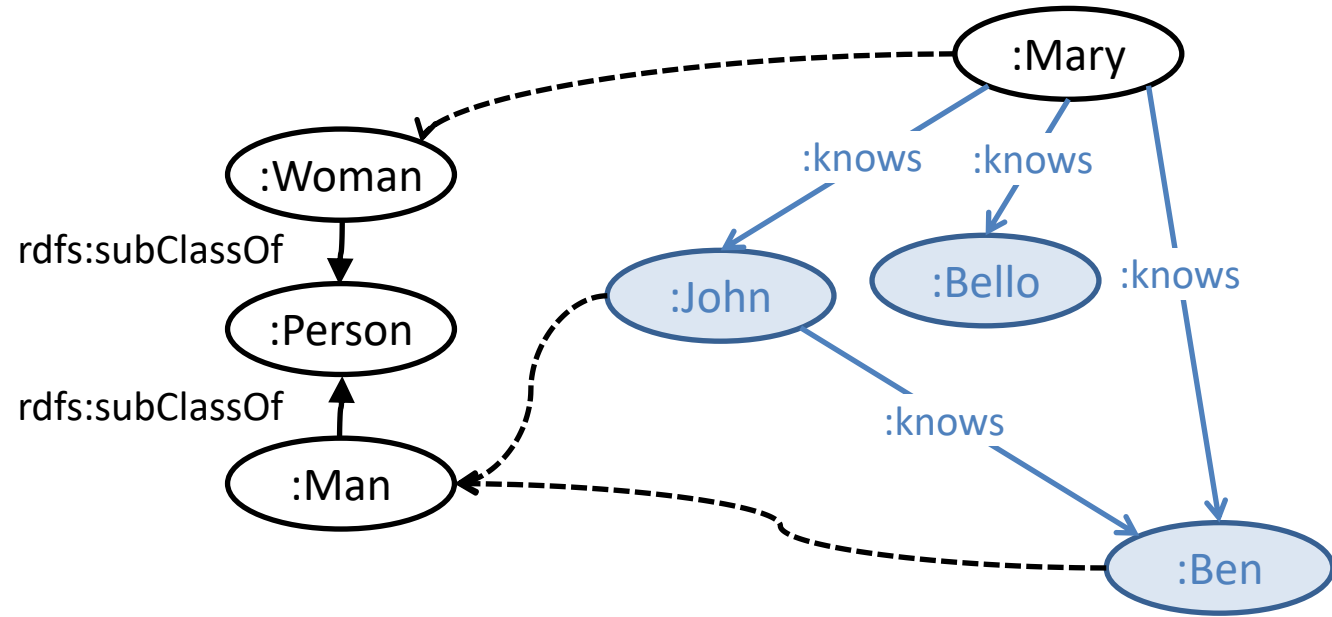 :Mary
:knows
:knows
:Woman
rdfs:subClassOf
:John
:Bello
:knows
:Person
rdfs:subClassOf
:knows
:Man
:Ben